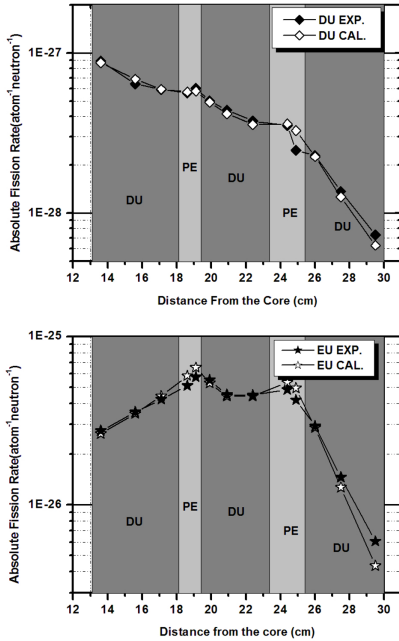 DU EXP.
DU CAL.
1E-27
1E-28
Absolute Fission Rate(atom⁻¹neutron⁻¹)
DU
PE
DU
PE
DU
12 14 16 18 20 22 24 26 28 30
Distance From the Core (cm)
1E-25
EU EXP.
EU CAL.
1E-26
Absolute Fission Rate(atom⁻¹neutron⁻¹)
DU
PE
DU
PE
DU
12 14 16 18 20 22 24 26 28 30
Distance from the core (cm)